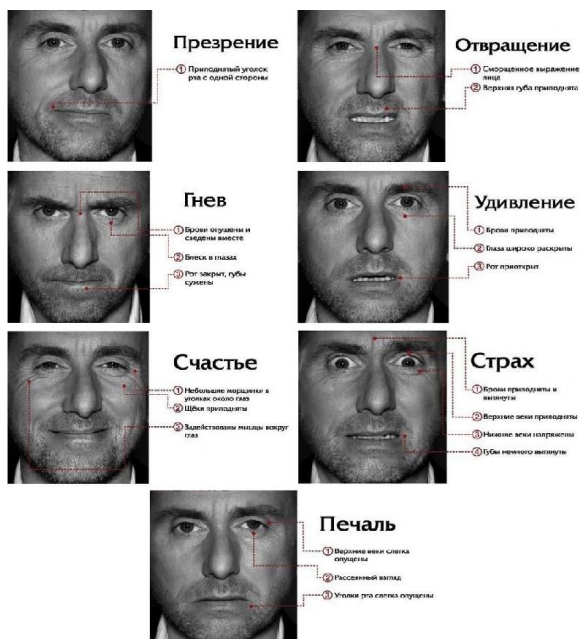 Презрение
① Приподнятый уголок
рта с одной стороны
Отвращение
① Сморщенное выражение
лица
② Верхняя губа приподнята
Гнев
① Брови опущены и
сведены вместе
② Блеск в глазах
③ Рот закрыт, губы
сужены
Удивление
① Брови приподняты
② Глаза широко раскрыты
③ Рот приоткрыт
Счастье
① Небольшие морщинки в
уголках около глаз
② Щёки приподняты
③ Задействованы мышцы вокруг
глаз
Страх
① Брови приподняты и
вытянуты
② Верхние веки приподняты
③ Нижние веки напряжены
④ Губы немного вытянуты
Печаль
① Верхние веки слегка
опущены
② Рассеянный взгляд
③ Уголки рта слегка опущены